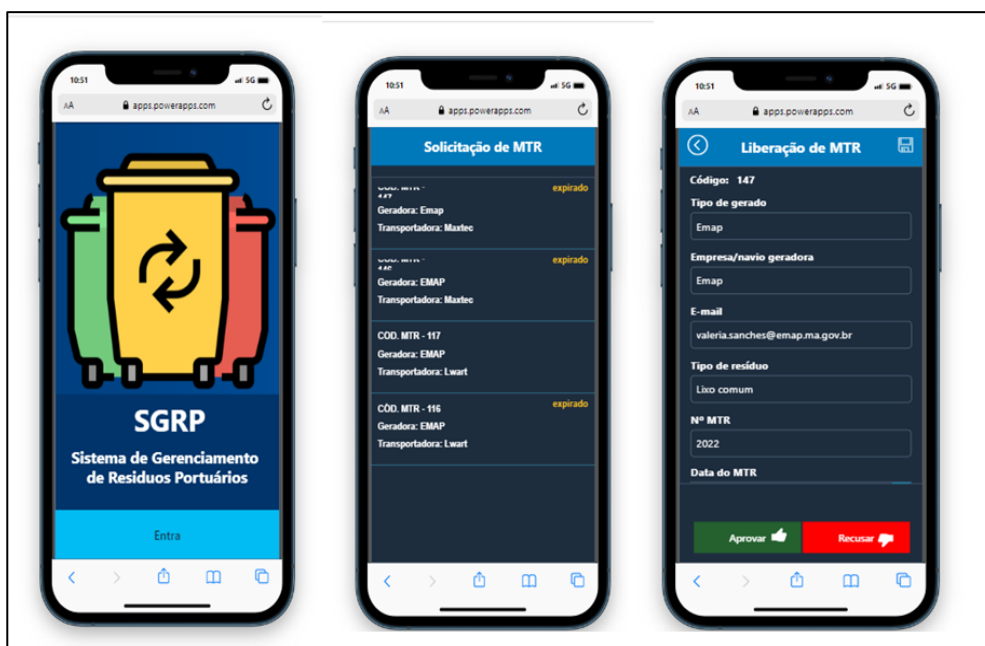 10:51
5G
AA
apps.powerapps.com
SGRP
Sistema de Gerenciamento
de Residuos Portuários
Entra
10:51
5G
AA
apps.powerapps.com
Solicitação de MTR
expirado
147
Geradora: Emap
Transportadora: Maxtec
expirado
Geradora: EMAP
Transportadora: Maxtec
COD. MTR - 117
Geradora: EMAP
Transportadora: Lwart
CÓD. MTR - 116
expirado
Geradora: EMAP
Transportadora: Lwart
10:51
5G
AA
apps.powerapps.com
Liberação de MTR
Código: 147
Tipo de gerado
Emap
Empresa/navio geradora
Emap
E-mail
valeria.sanches@emap.ma.gov.br
Tipo de resíduo
Lixo comum
Nº MTR
2022
Data do MTR
Aprovar
Recusar